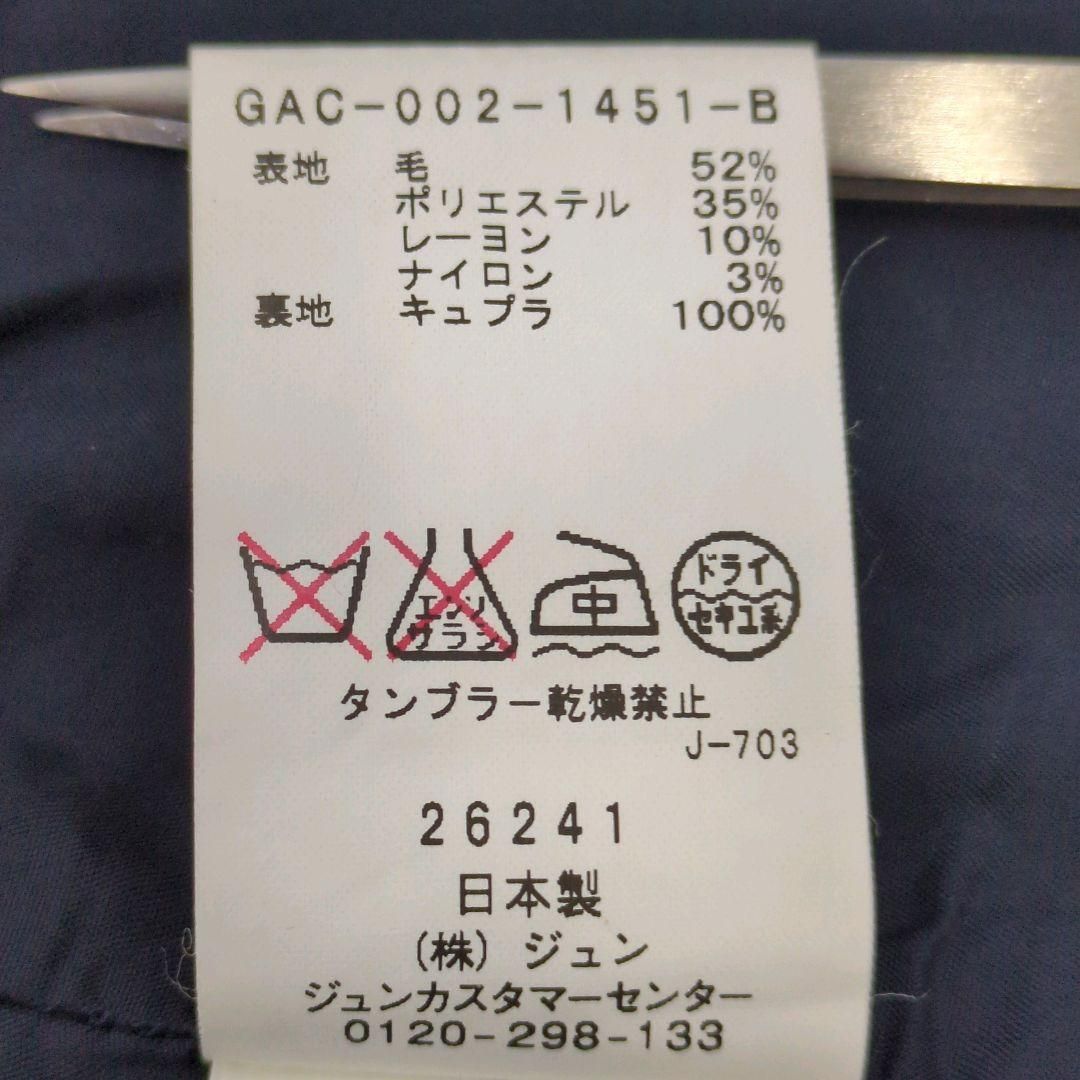 GAC-002-1451-B
表地 毛 52%
ポリエステル 35%
レーヨン 10%
ナイロン 3%
裏地 キュプラ 100%
エンソ
サラシ
中
ドライ
セキユ系
タンブラー乾燥禁止
J-703
26241
日本製
(株) ジュン
ジュンカスタマーセンター
0120-298-133